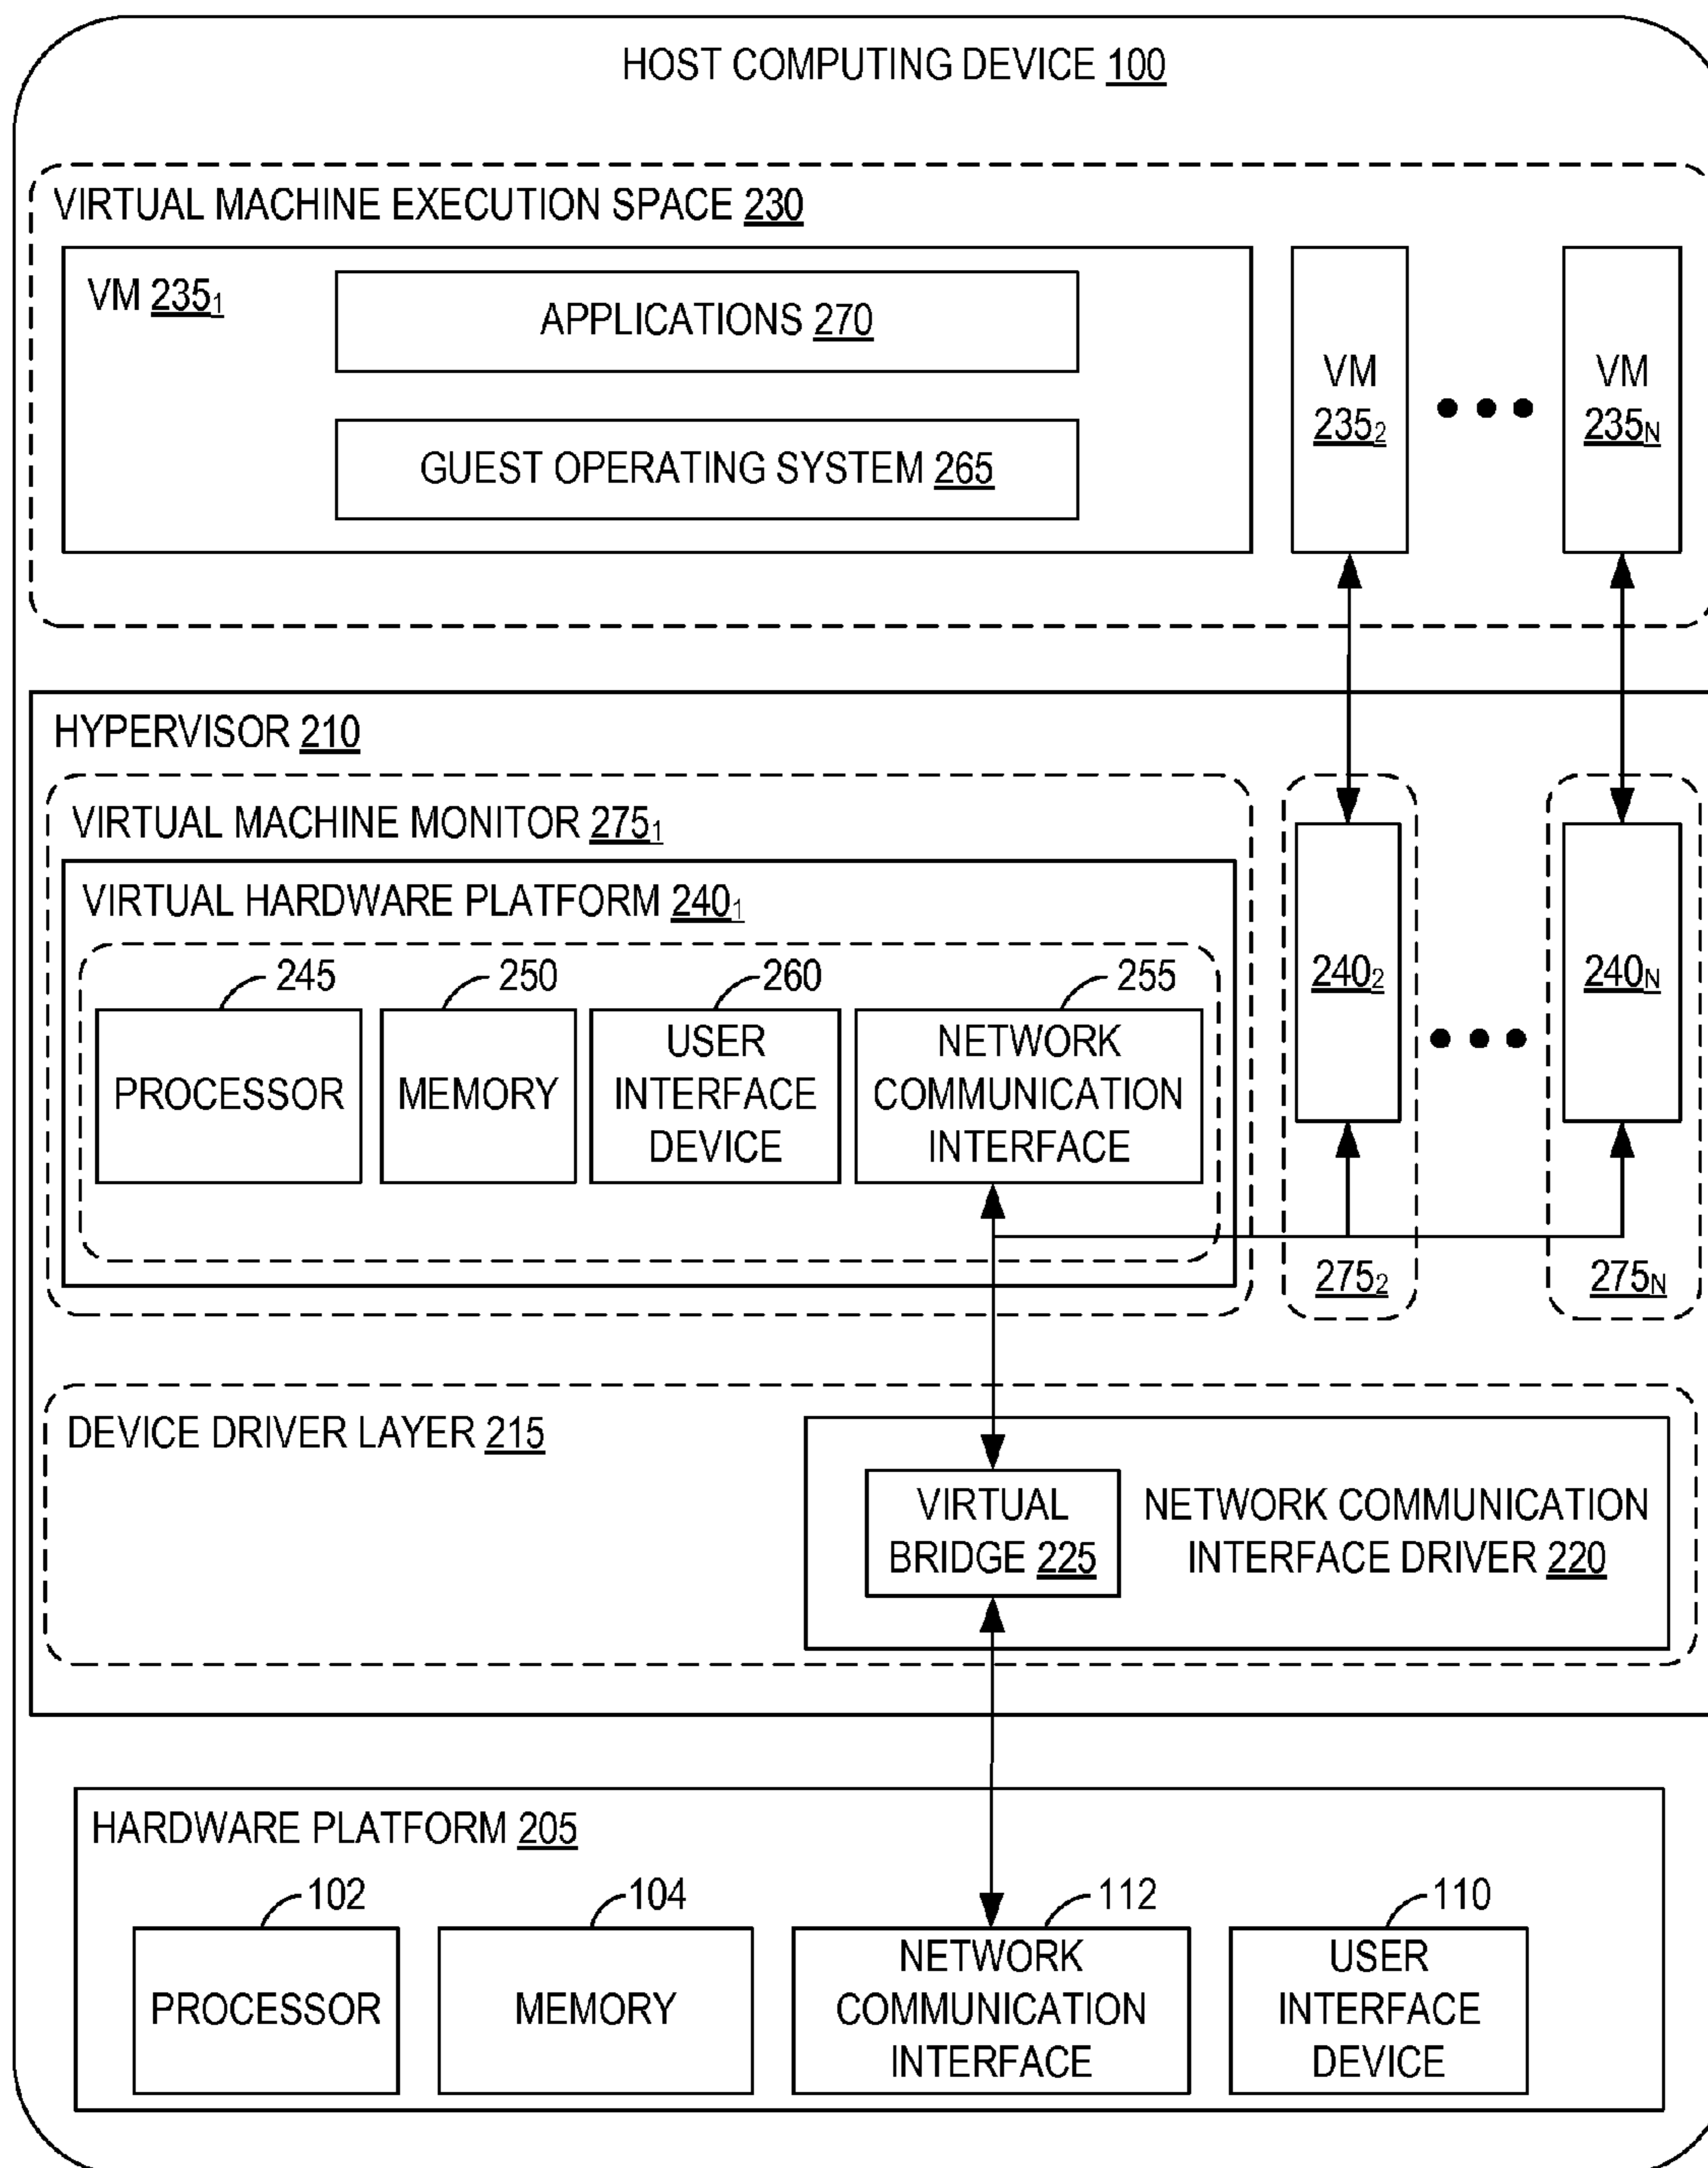 HOST COMPUTING DEVICE 100
VIRTUAL MACHINE EXECUTION SPACE 230
VM 235₁
APPLICATIONS 270
GUEST OPERATING SYSTEM 265
VM
235₂
VM
235N
HYPERVISOR 210
VIRTUAL MACHINE MONITOR 275₁
VIRTUAL HARDWARE PLATFORM 240₁
245
250
260
255
PROCESSOR
MEMORY
USER
INTERFACE
DEVICE
NETWORK
COMMUNICATION
INTERFACE
240₂
240N
275₂
275N
DEVICE DRIVER LAYER 215
VIRTUAL
BRIDGE 225
NETWORK COMMUNICATION
INTERFACE DRIVER 220
HARDWARE PLATFORM 205
102
104
112
110
PROCESSOR
MEMORY
NETWORK
COMMUNICATION
INTERFACE
USER
INTERFACE
DEVICE